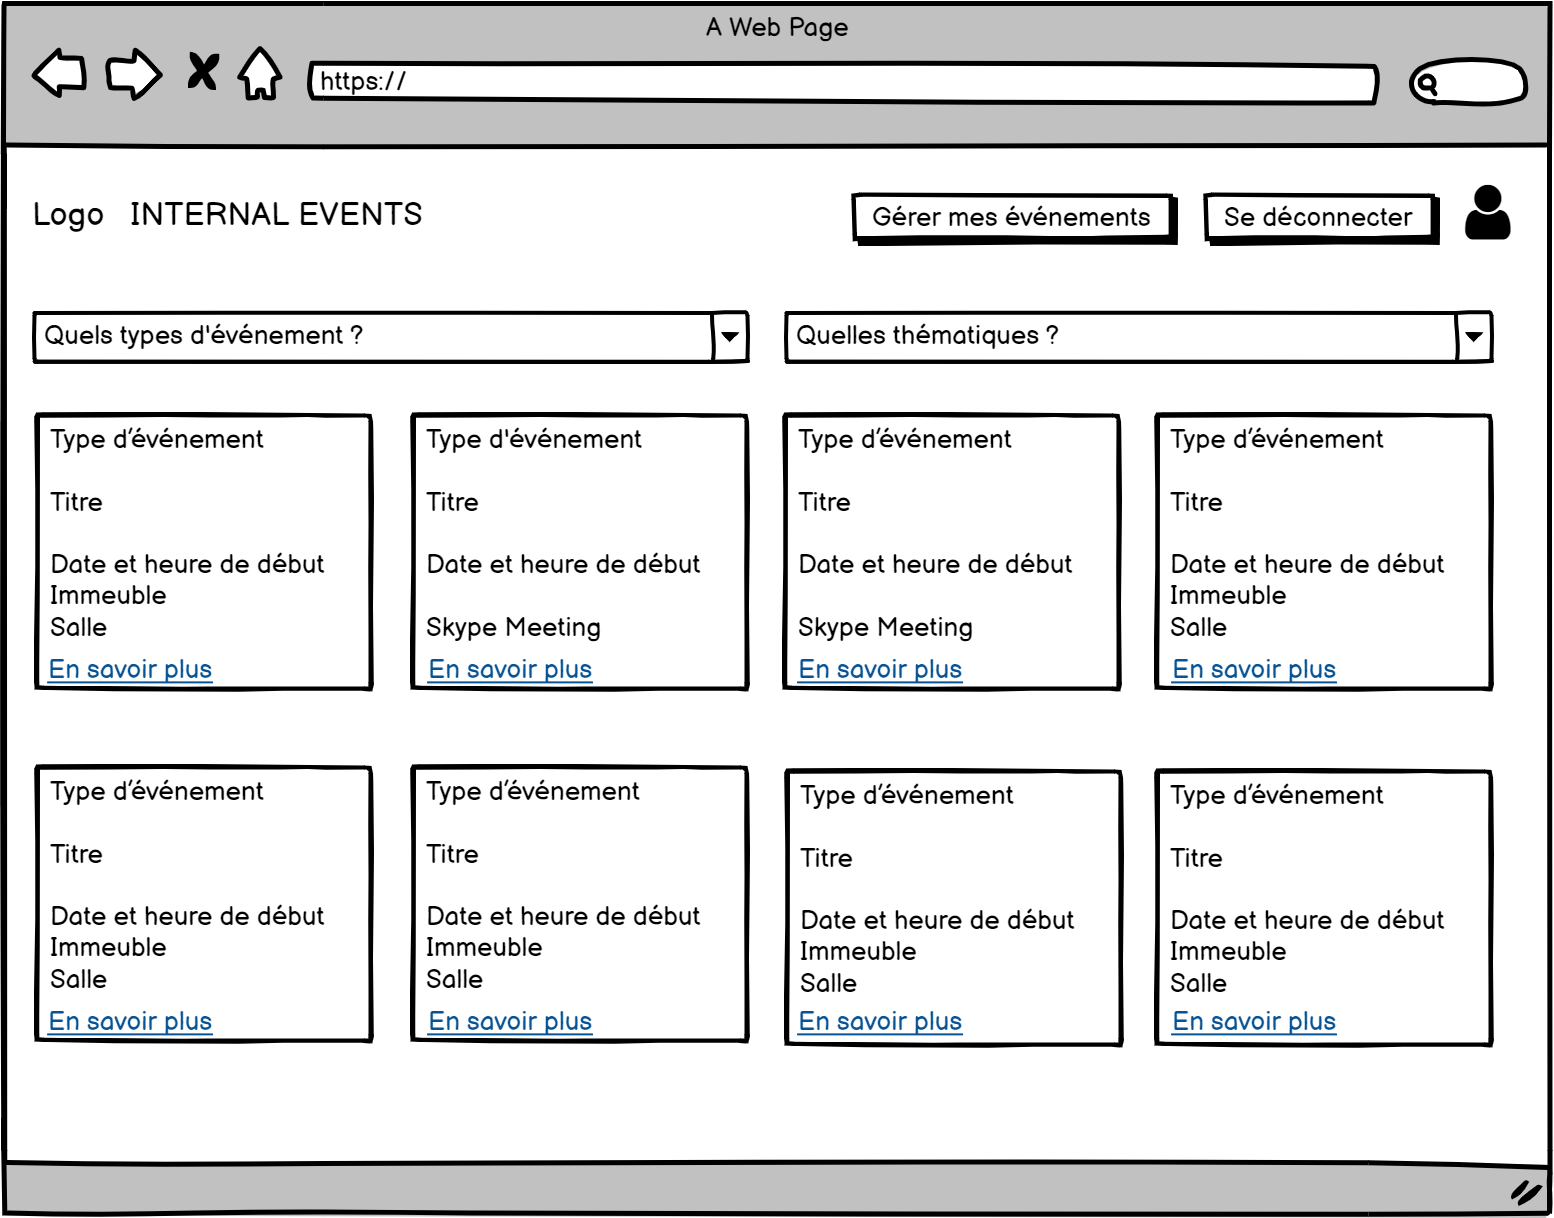 A Web Page
https://
Logo INTERNAL EVENTS
Gérer mes événements
Se déconnecter
Quels types d'événement ?
Quelles thématiques ?
Type d’événement
Titre
Date et heure de début
Immeuble
Salle
En savoir plus
Type d'événement
Titre
Date et heure de début
Skype Meeting
En savoir plus
Type d’événement
Titre
Date et heure de début
Skype Meeting
En savoir plus
Type d’événement
Titre
Date et heure de début
Immeuble
Salle
En savoir plus
Type d’événement
Titre
Date et heure de début
Immeuble
Salle
En savoir plus
Type d’événement
Titre
Date et heure de début
Immeuble
Salle
En savoir plus
Type d’événement
Titre
Date et heure de début
Immeuble
Salle
En savoir plus
Type d’événement
Titre
Date et heure de début
Immeuble
Salle
En savoir plus